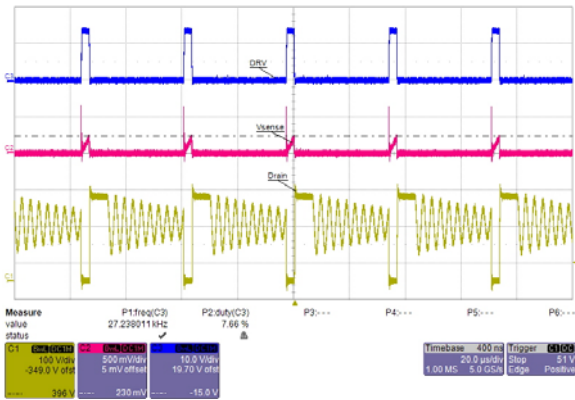 C3
DRV
Vsense
C2
Drain
C1
Measure P1:freq(C3) P2:duty(C3) P3:--- P4:--- P5:--- P6:---
value 27.238011 kHz 7.66 %
status
C1 DC1M
100 V/div
-349.0 V ofst
396 V
C2 DC1M
500 mV/div
5 mV offset
230 mV
DC1M
10.0 V/div
19.70 V ofst
-15.0 V
Timebase 400 ns
20.0 µs/div
1.00 MS 5.0 GS/s
Trigger C1 DC
Stop 51 V
Edge Positive